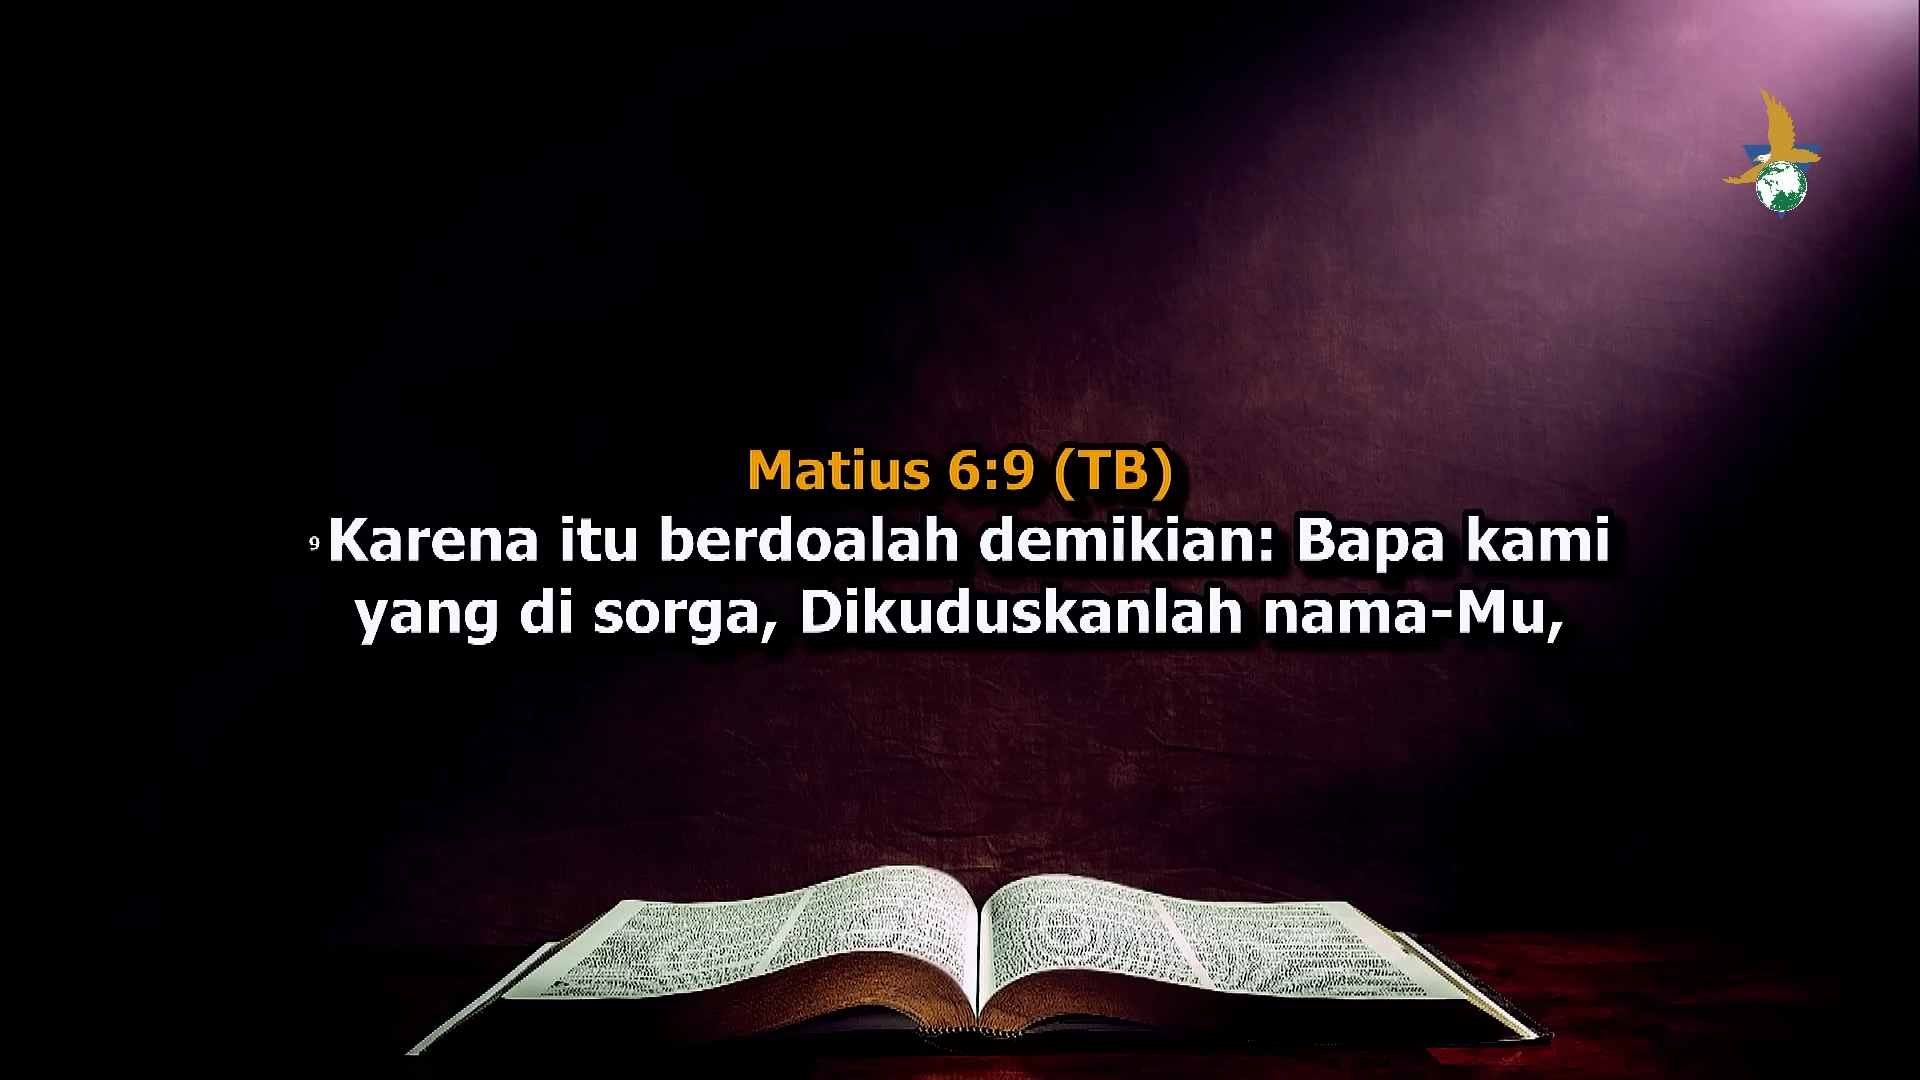 Matius 6:9 (TB)
9 Karena itu berdoalah demikian: Bapa kami
yang di sorga, Dikuduskanlah nama-Mu,